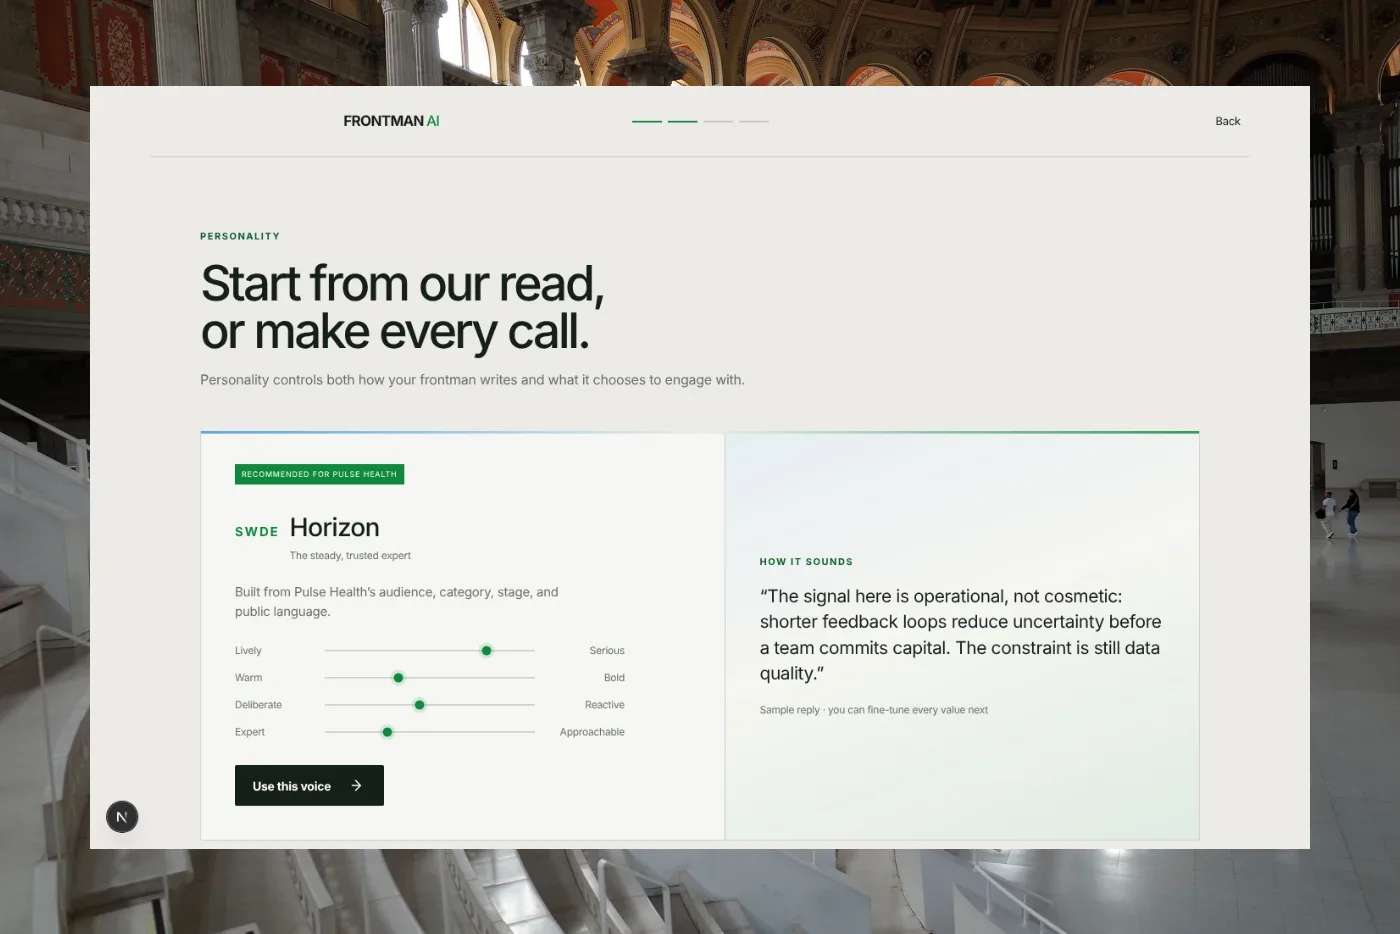 FRONTMAN AI
Back
PERSONALITY
Start from our read,
or make every call.
Personality controls both how your frontman writes and what it chooses to engage with.
RECOMMENDED FOR PULSE HEALTH
SWDE Horizon
The steady, trusted expert
Built from Pulse Health’s audience, category, stage, and
public language.
Lively Serious
Warm Bold
Deliberate Reactive
Expert Approachable
Use this voice
HOW IT SOUNDS
“The signal here is operational, not cosmetic:
shorter feedback loops reduce uncertainty before
a team commits capital. The constraint is still data
quality.”
Sample reply · you can fine-tune every value next
N